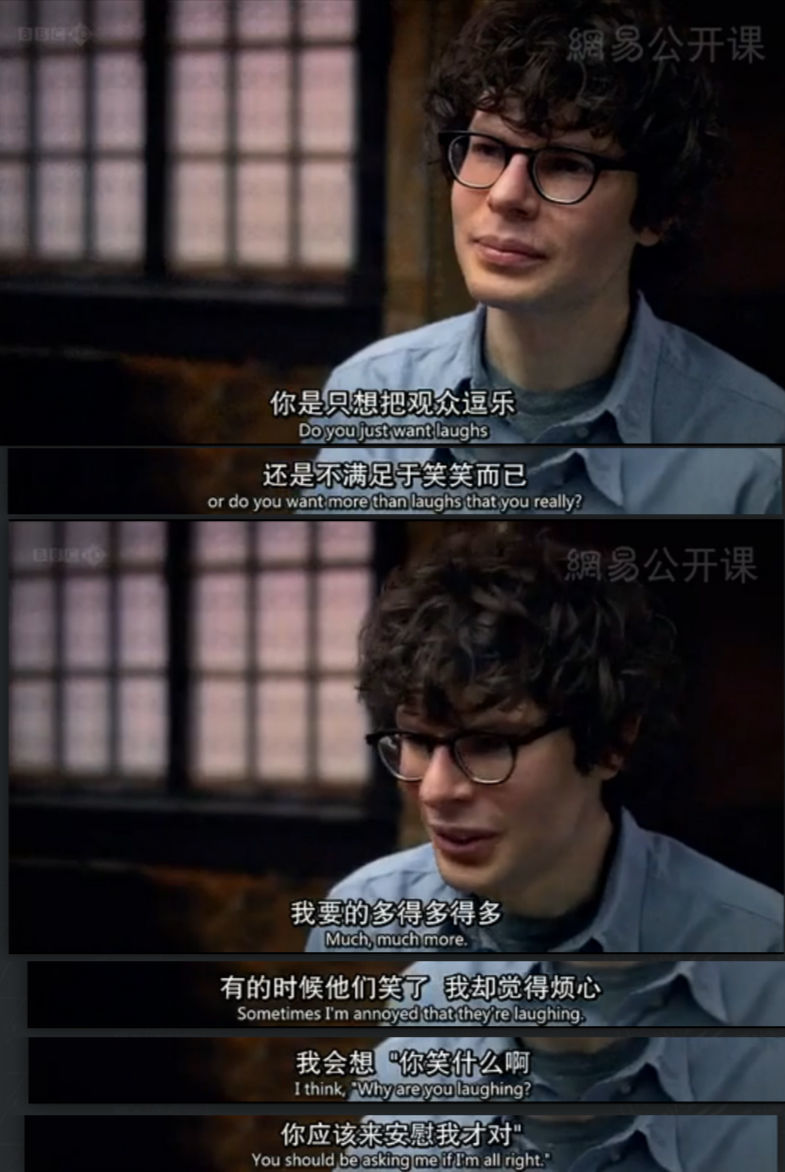 BBC
網易公开课
你是只想把观众逗乐
Do you just want laughs
还是不满足于笑笑而已
or do you want more than laughs that you really?
BBC
網易公开课
我要的多得多得多
Much, much more.
有的时候他们笑了 我却觉得烦心
Sometimes I'm annoyed that they're laughing.
我会想 "你笑什么啊
I think, "Why are you laughing?
你应该来安慰我才对"
You should be asking me if I'm all right."